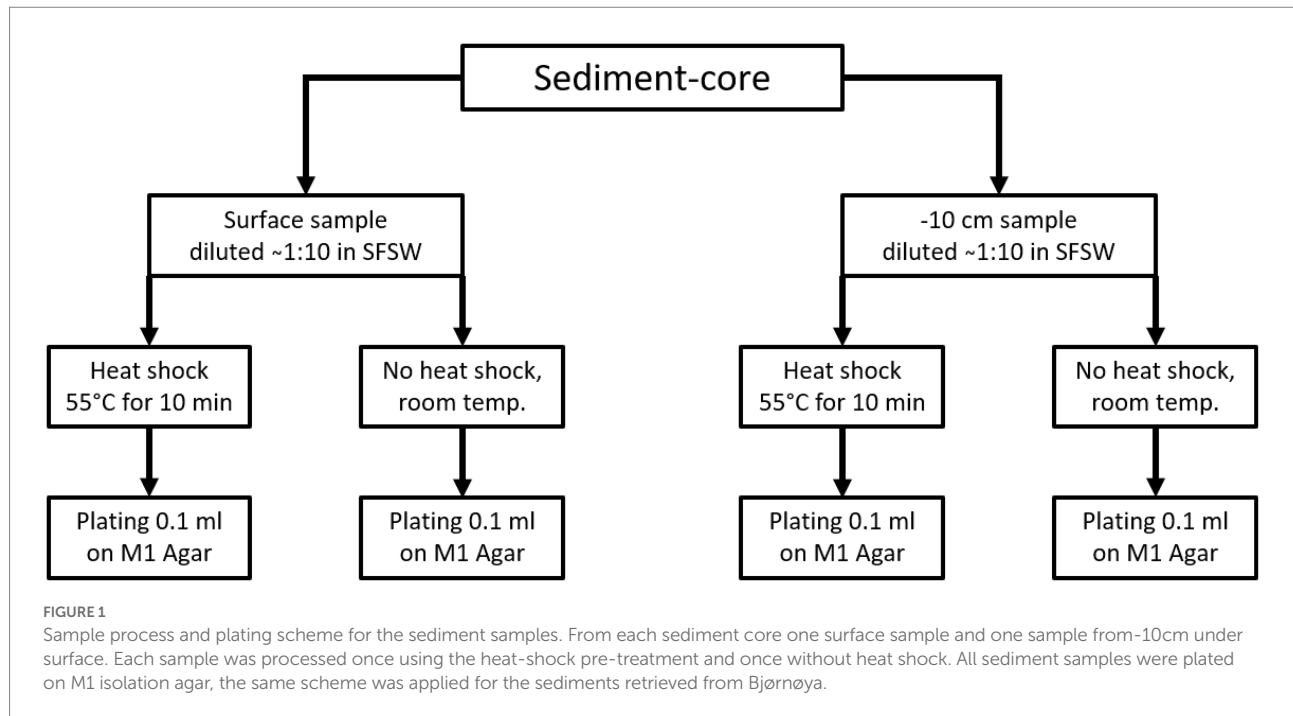 Sediment-core
Surface sample
diluted ~1:10 in SFSW
-10 cm sample
diluted ~1:10 in SFSW
Heat shock
55°C for 10 min
No heat shock,
room temp.
Heat shock
55°C for 10 min
No heat shock,
room temp.
Plating 0.1 ml
on M1 Agar
Plating 0.1 ml
on M1 Agar
Plating 0.1 ml
on M1 Agar
Plating 0.1 ml
on M1 Agar
FIGURE 1
Sample process and plating scheme for the sediment samples. From each sediment core one surface sample and one sample from-10cm under
surface. Each sample was processed once using the heat-shock pre-treatment and once without heat shock. All sediment samples were plated
on M1 isolation agar, the same scheme was applied for the sediments retrieved from Bjørnøya.